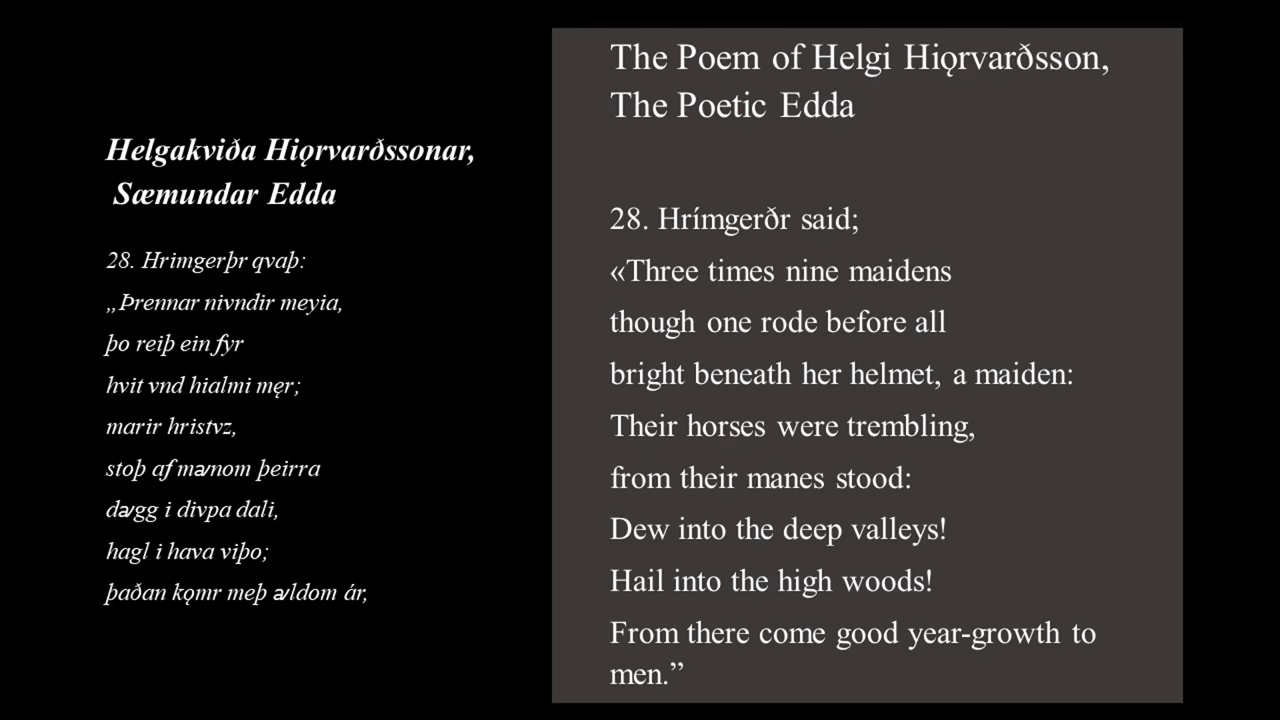 Helgakviða Hiǫrvarðssonar,
Sæmundar Edda
28. Hrimgerþr qvaþ:
„Þrennar nivndir meyia,
þo reiþ ein fyr
hvit vnd hialmi męr;
marir hristvz,
stoþ af mꜹnom þeirra
dꜹgg i divpa dali,
hagl i hava viþo;
þaðan kǫmr meþ ꜹldom ár,
The Poem of Helgi Hiǫrvarðsson,
The Poetic Edda
28. Hrímgerðr said;
«Three times nine maidens
though one rode before all
bright beneath her helmet, a maiden:
Their horses were trembling,
from their manes stood:
Dew into the deep valleys!
Hail into the high woods!
From there come good year-growth to
men.”